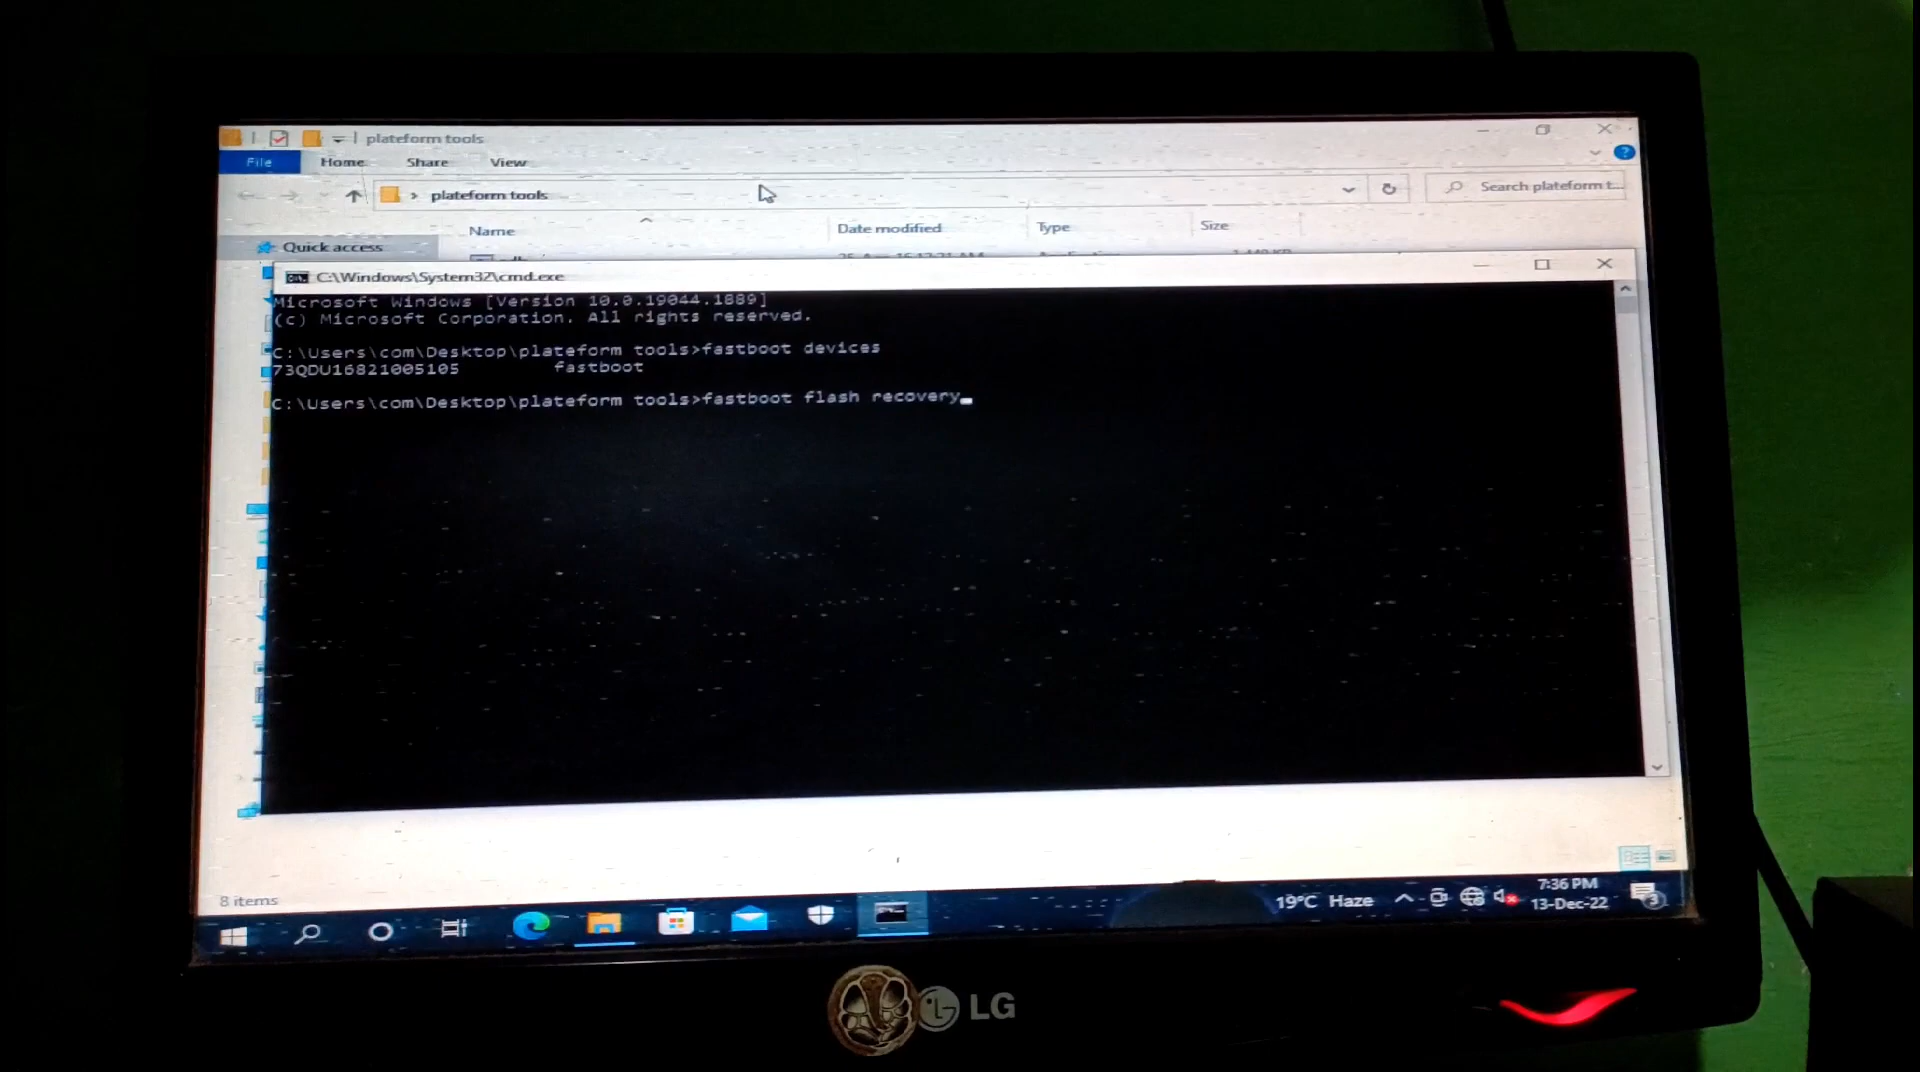 plateform tools
File Home Share View
plateform tools
Search plateform t...
Name Date modified Type Size
Quick access
C:\Windows\System32\cmd.exe
Microsoft Windows [Version 10.0.19044.1889]
(c) Microsoft Corporation. All rights reserved.
C:\Users\com\Desktop\plateform tools>fastboot devices
73QDU16821005105 fastboot
C:\Users\com\Desktop\plateform tools>fastboot flash recovery
8 items
19°C Haze
7:36 PM
13-Dec-22
3
LG